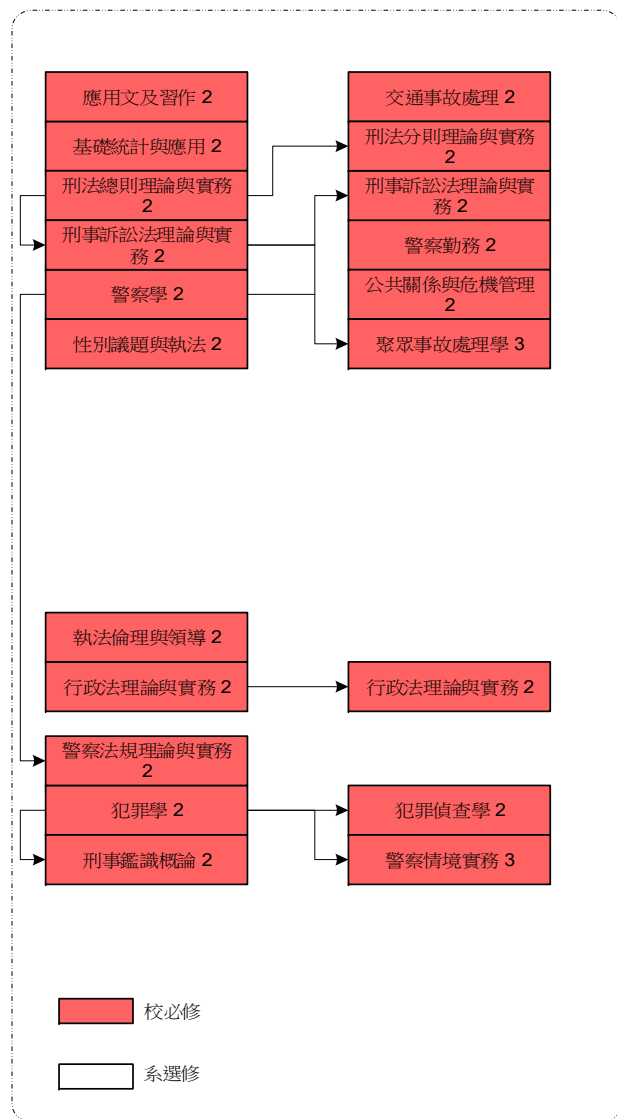 應用文及習作 2
基礎統計與應用 2
刑法總則理論與實務
2
刑事訴訟法理論與實
務 2
警察學 2
性別議題與執法 2
交通事故處理 2
刑法分則理論與實務
2
刑事訴訟法理論與實
務 2
警察勤務 2
公共關係與危機管理
2
聚眾事故處理學 3
執法倫理與領導 2
行政法理論與實務 2
行政法理論與實務 2
警察法規理論與實務
2
犯罪學 2
刑事鑑識概論 2
犯罪偵查學 2
警察情境實務 3
校必修
系選修